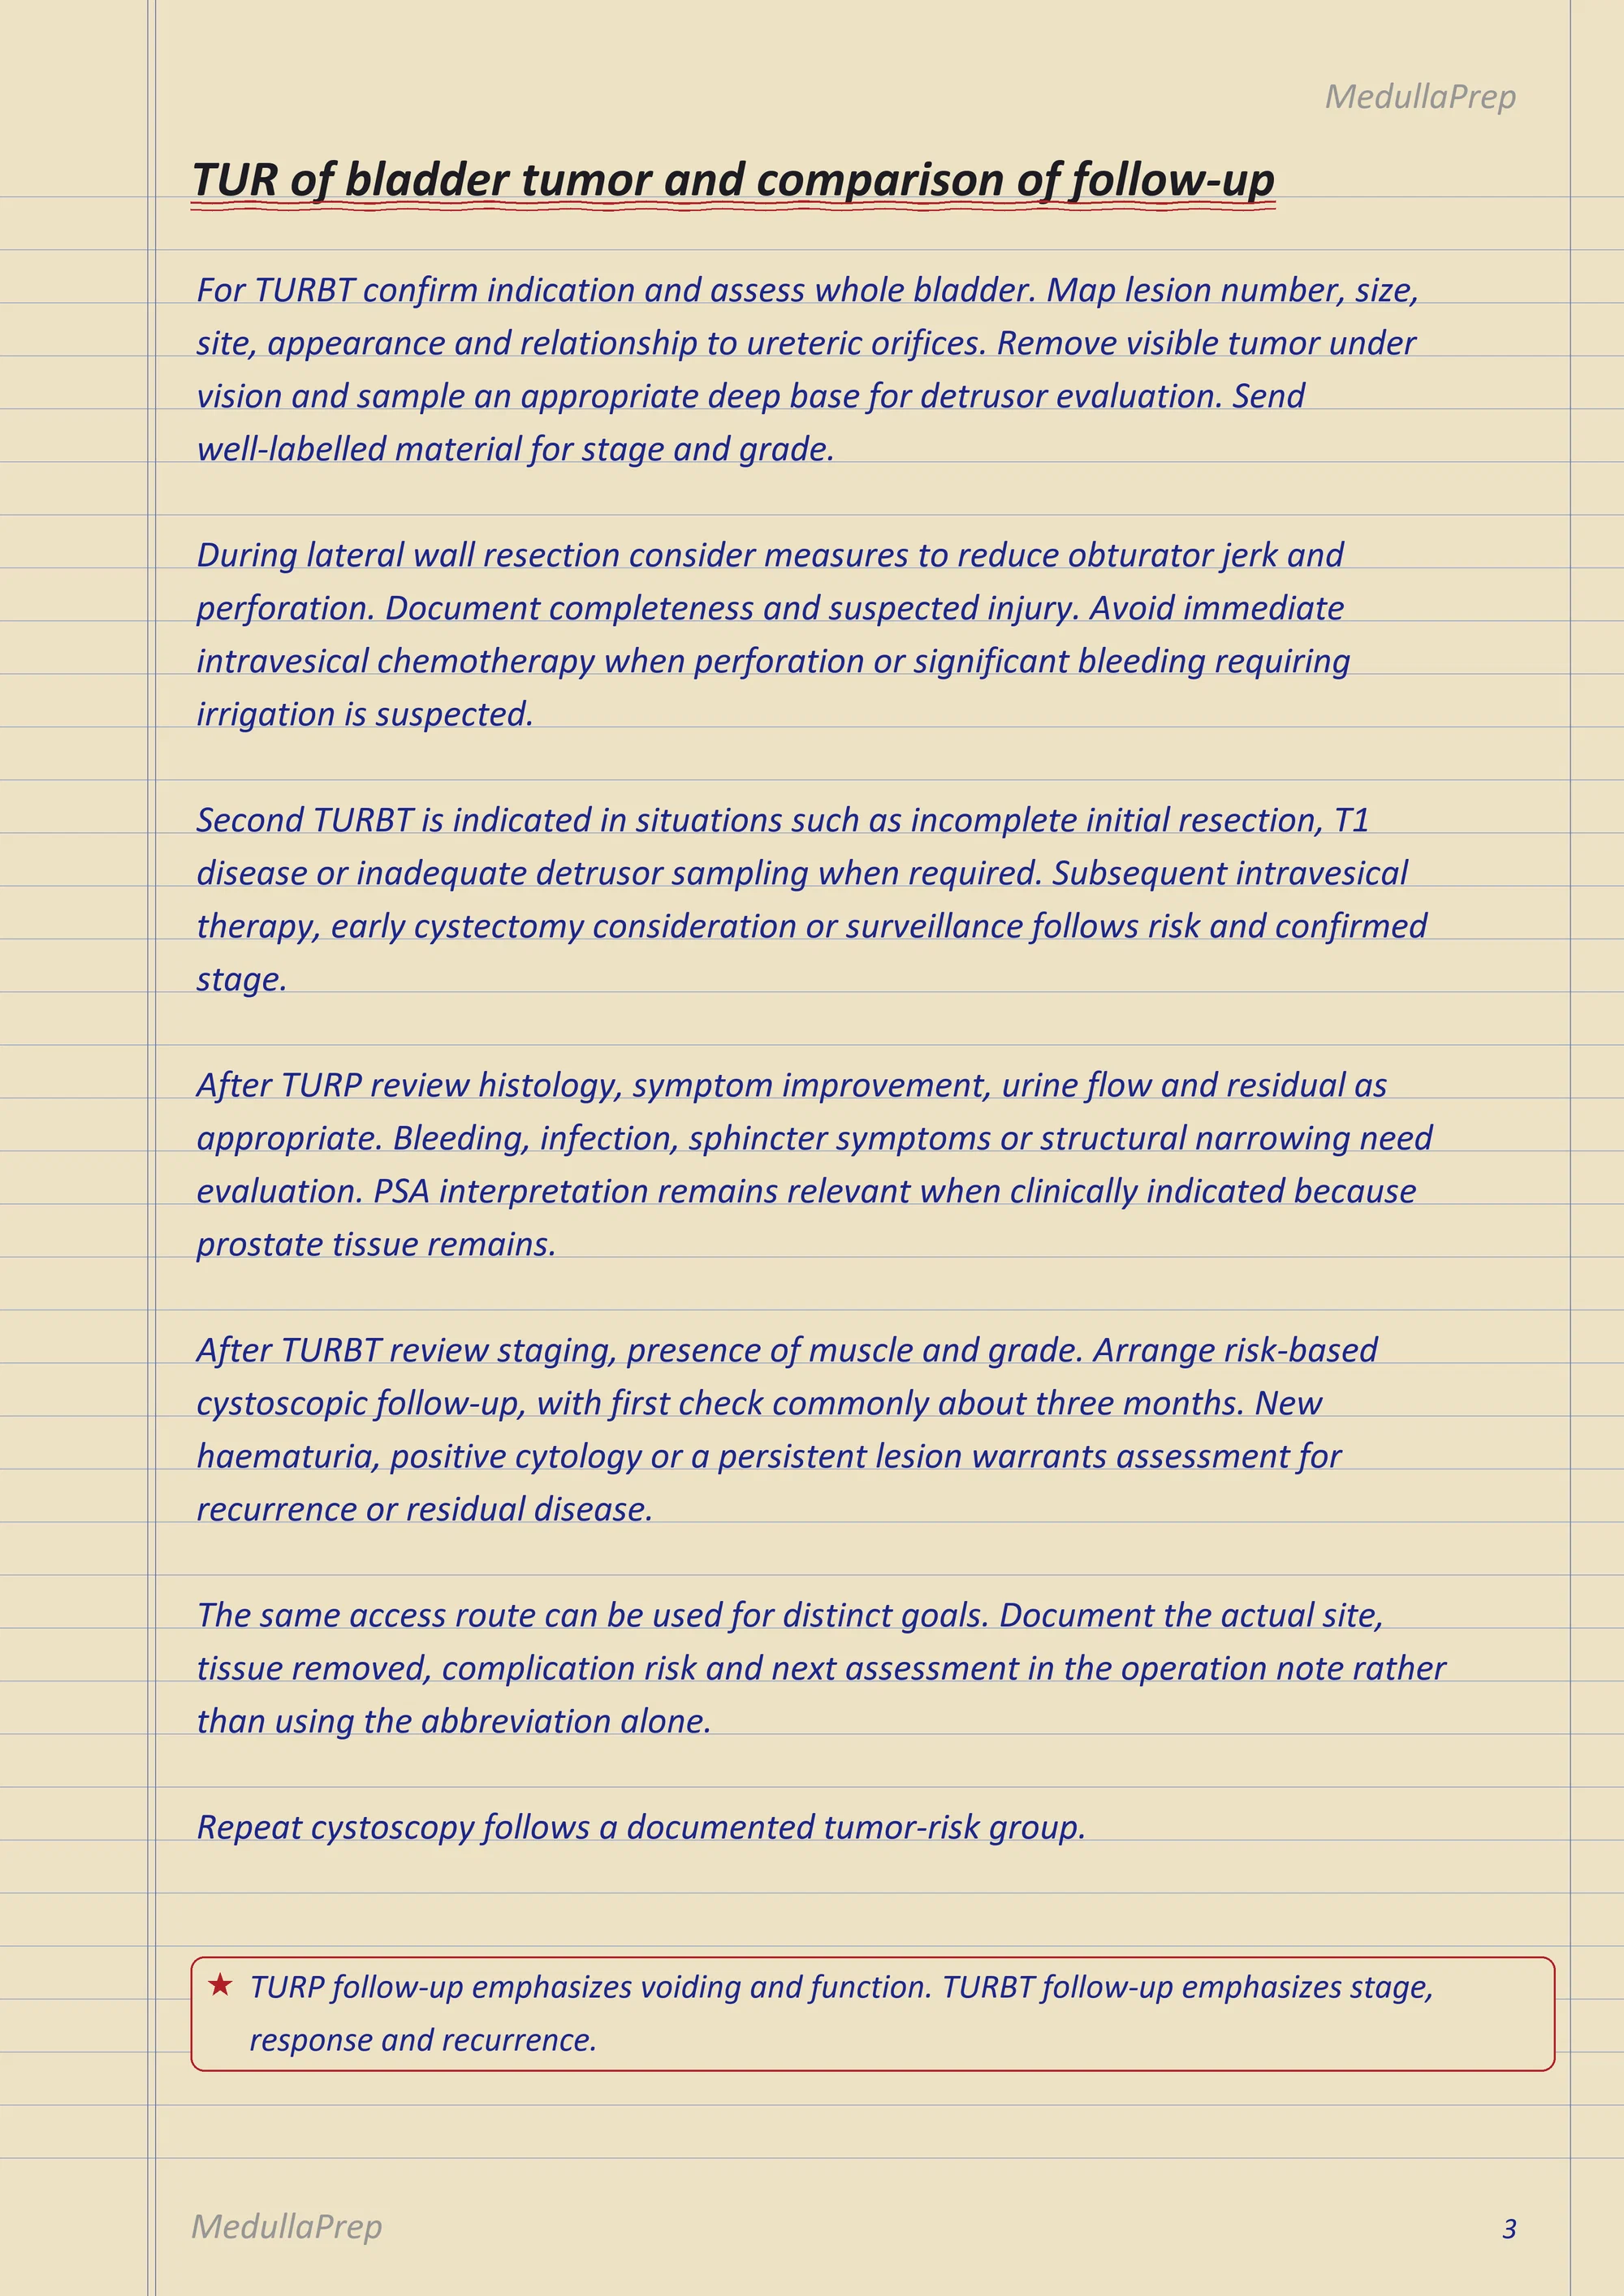 MedullaPrep
TUR of bladder tumor and comparison of follow-up
For TURBT confirm indication and assess whole bladder. Map lesion number, size,
site, appearance and relationship to ureteric orifices. Remove visible tumor under
vision and sample an appropriate deep base for detrusor evaluation. Send
well-labelled material for stage and grade.
During lateral wall resection consider measures to reduce obturator jerk and
perforation. Document completeness and suspected injury. Avoid immediate
intravesical chemotherapy when perforation or significant bleeding requiring
irrigation is suspected.
Second TURBT is indicated in situations such as incomplete initial resection, T1
disease or inadequate detrusor sampling when required. Subsequent intravesical
therapy, early cystectomy consideration or surveillance follows risk and confirmed
stage.
After TURP review histology, symptom improvement, urine flow and residual as
appropriate. Bleeding, infection, sphincter symptoms or structural narrowing need
evaluation. PSA interpretation remains relevant when clinically indicated because
prostate tissue remains.
After TURBT review staging, presence of muscle and grade. Arrange risk-based
cystoscopic follow-up, with first check commonly about three months. New
haematuria, positive cytology or a persistent lesion warrants assessment for
recurrence or residual disease.
The same access route can be used for distinct goals. Document the actual site,
tissue removed, complication risk and next assessment in the operation note rather
than using the abbreviation alone.
Repeat cystoscopy follows a documented tumor-risk group.
★ TURP follow-up emphasizes voiding and function. TURBT follow-up emphasizes stage,
response and recurrence.
MedullaPrep
3